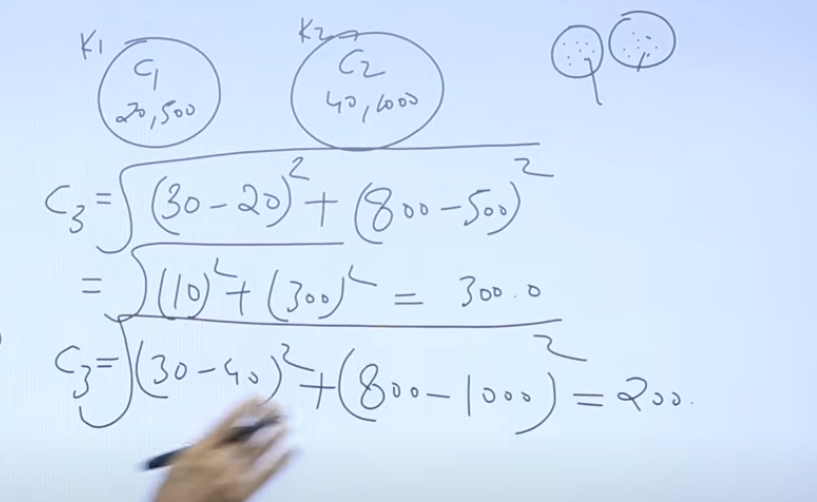 K1 K2
C1 C2
20,500 40,1000
C3=√(30-20)²+(800-500)²
=√(10)²+(300)² = 300.0
C3=√(30-40)²+(800-1000)²=200.